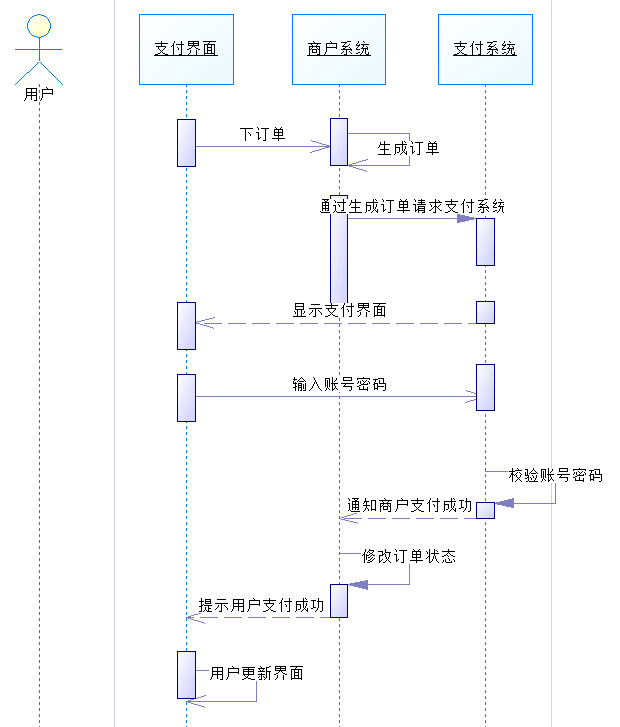 用户
支付界面
商户系统
支付系统
下订单
生成订单
通过生成订单请求支付系统
显示支付界面
输入账号密码
校验账号密码
通知商户支付成功
修改订单状态
提示用户支付成功
用户更新界面